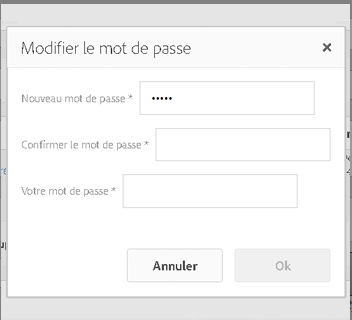 Modifier le mot de passe ×
Nouveau mot de passe * •••••
Confirmer le mot de passe *
Votre mot de passe *
Annuler Ok